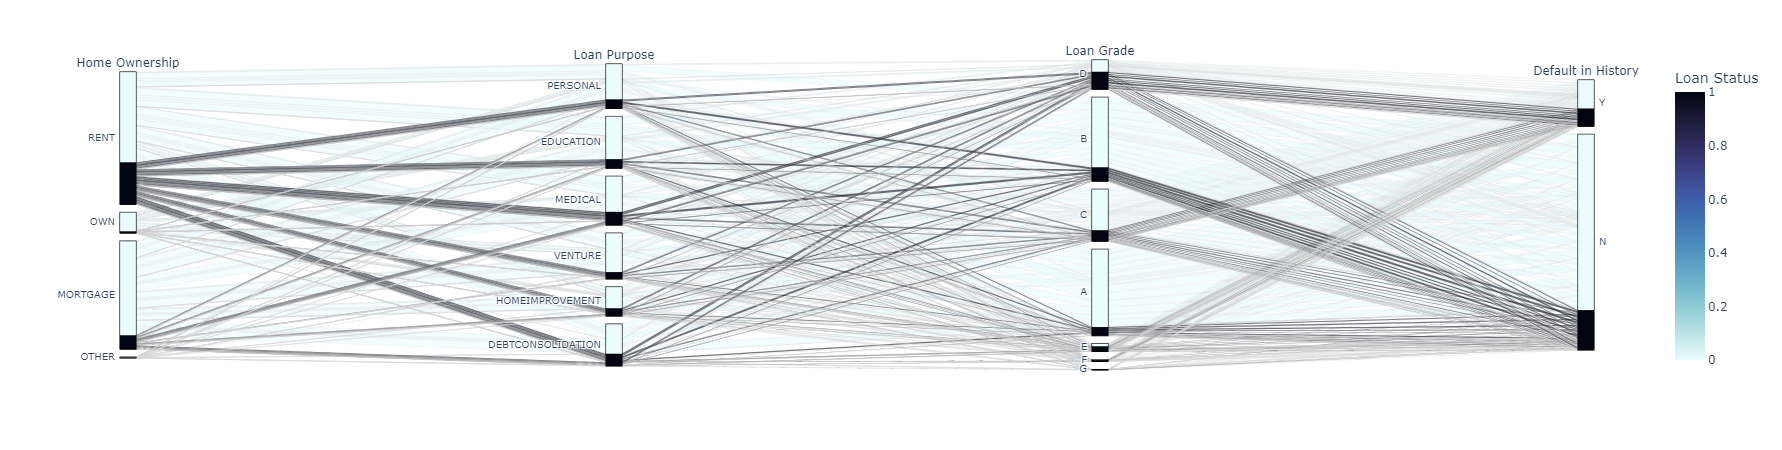 Home Ownership
RENT
OWN
MORTGAGE
OTHER
Loan Purpose
PERSONAL
EDUCATION
MEDICAL
VENTURE
HOMEIMPROVEMENT
DEBTCONSOLIDATION
Loan Grade
D
B
C
A
E
F
G
Default in History
Y
N
Loan Status
1
0.8
0.6
0.4
0.2
0